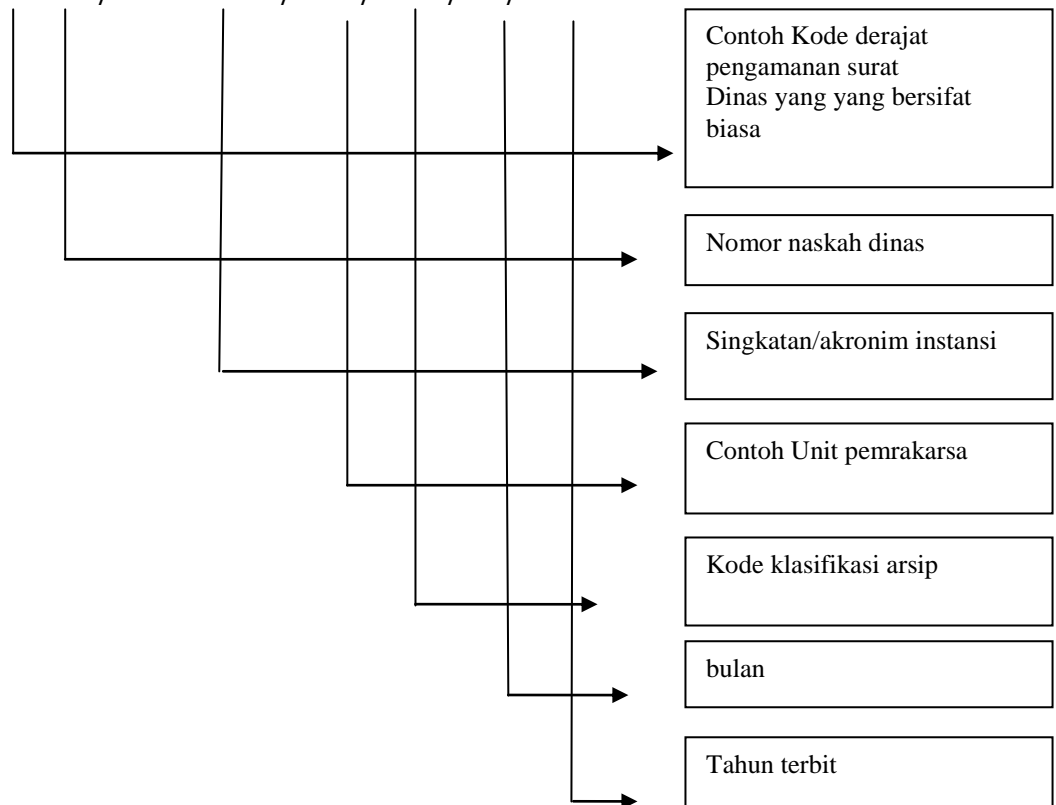 Contoh Kode derajat
pengamanan surat
Dinas yang yang bersifat
biasa
Nomor naskah dinas
Singkatan/akronim instansi
Contoh Unit pemrakarsa
Kode klasifikasi arsip
bulan
Tahun terbit